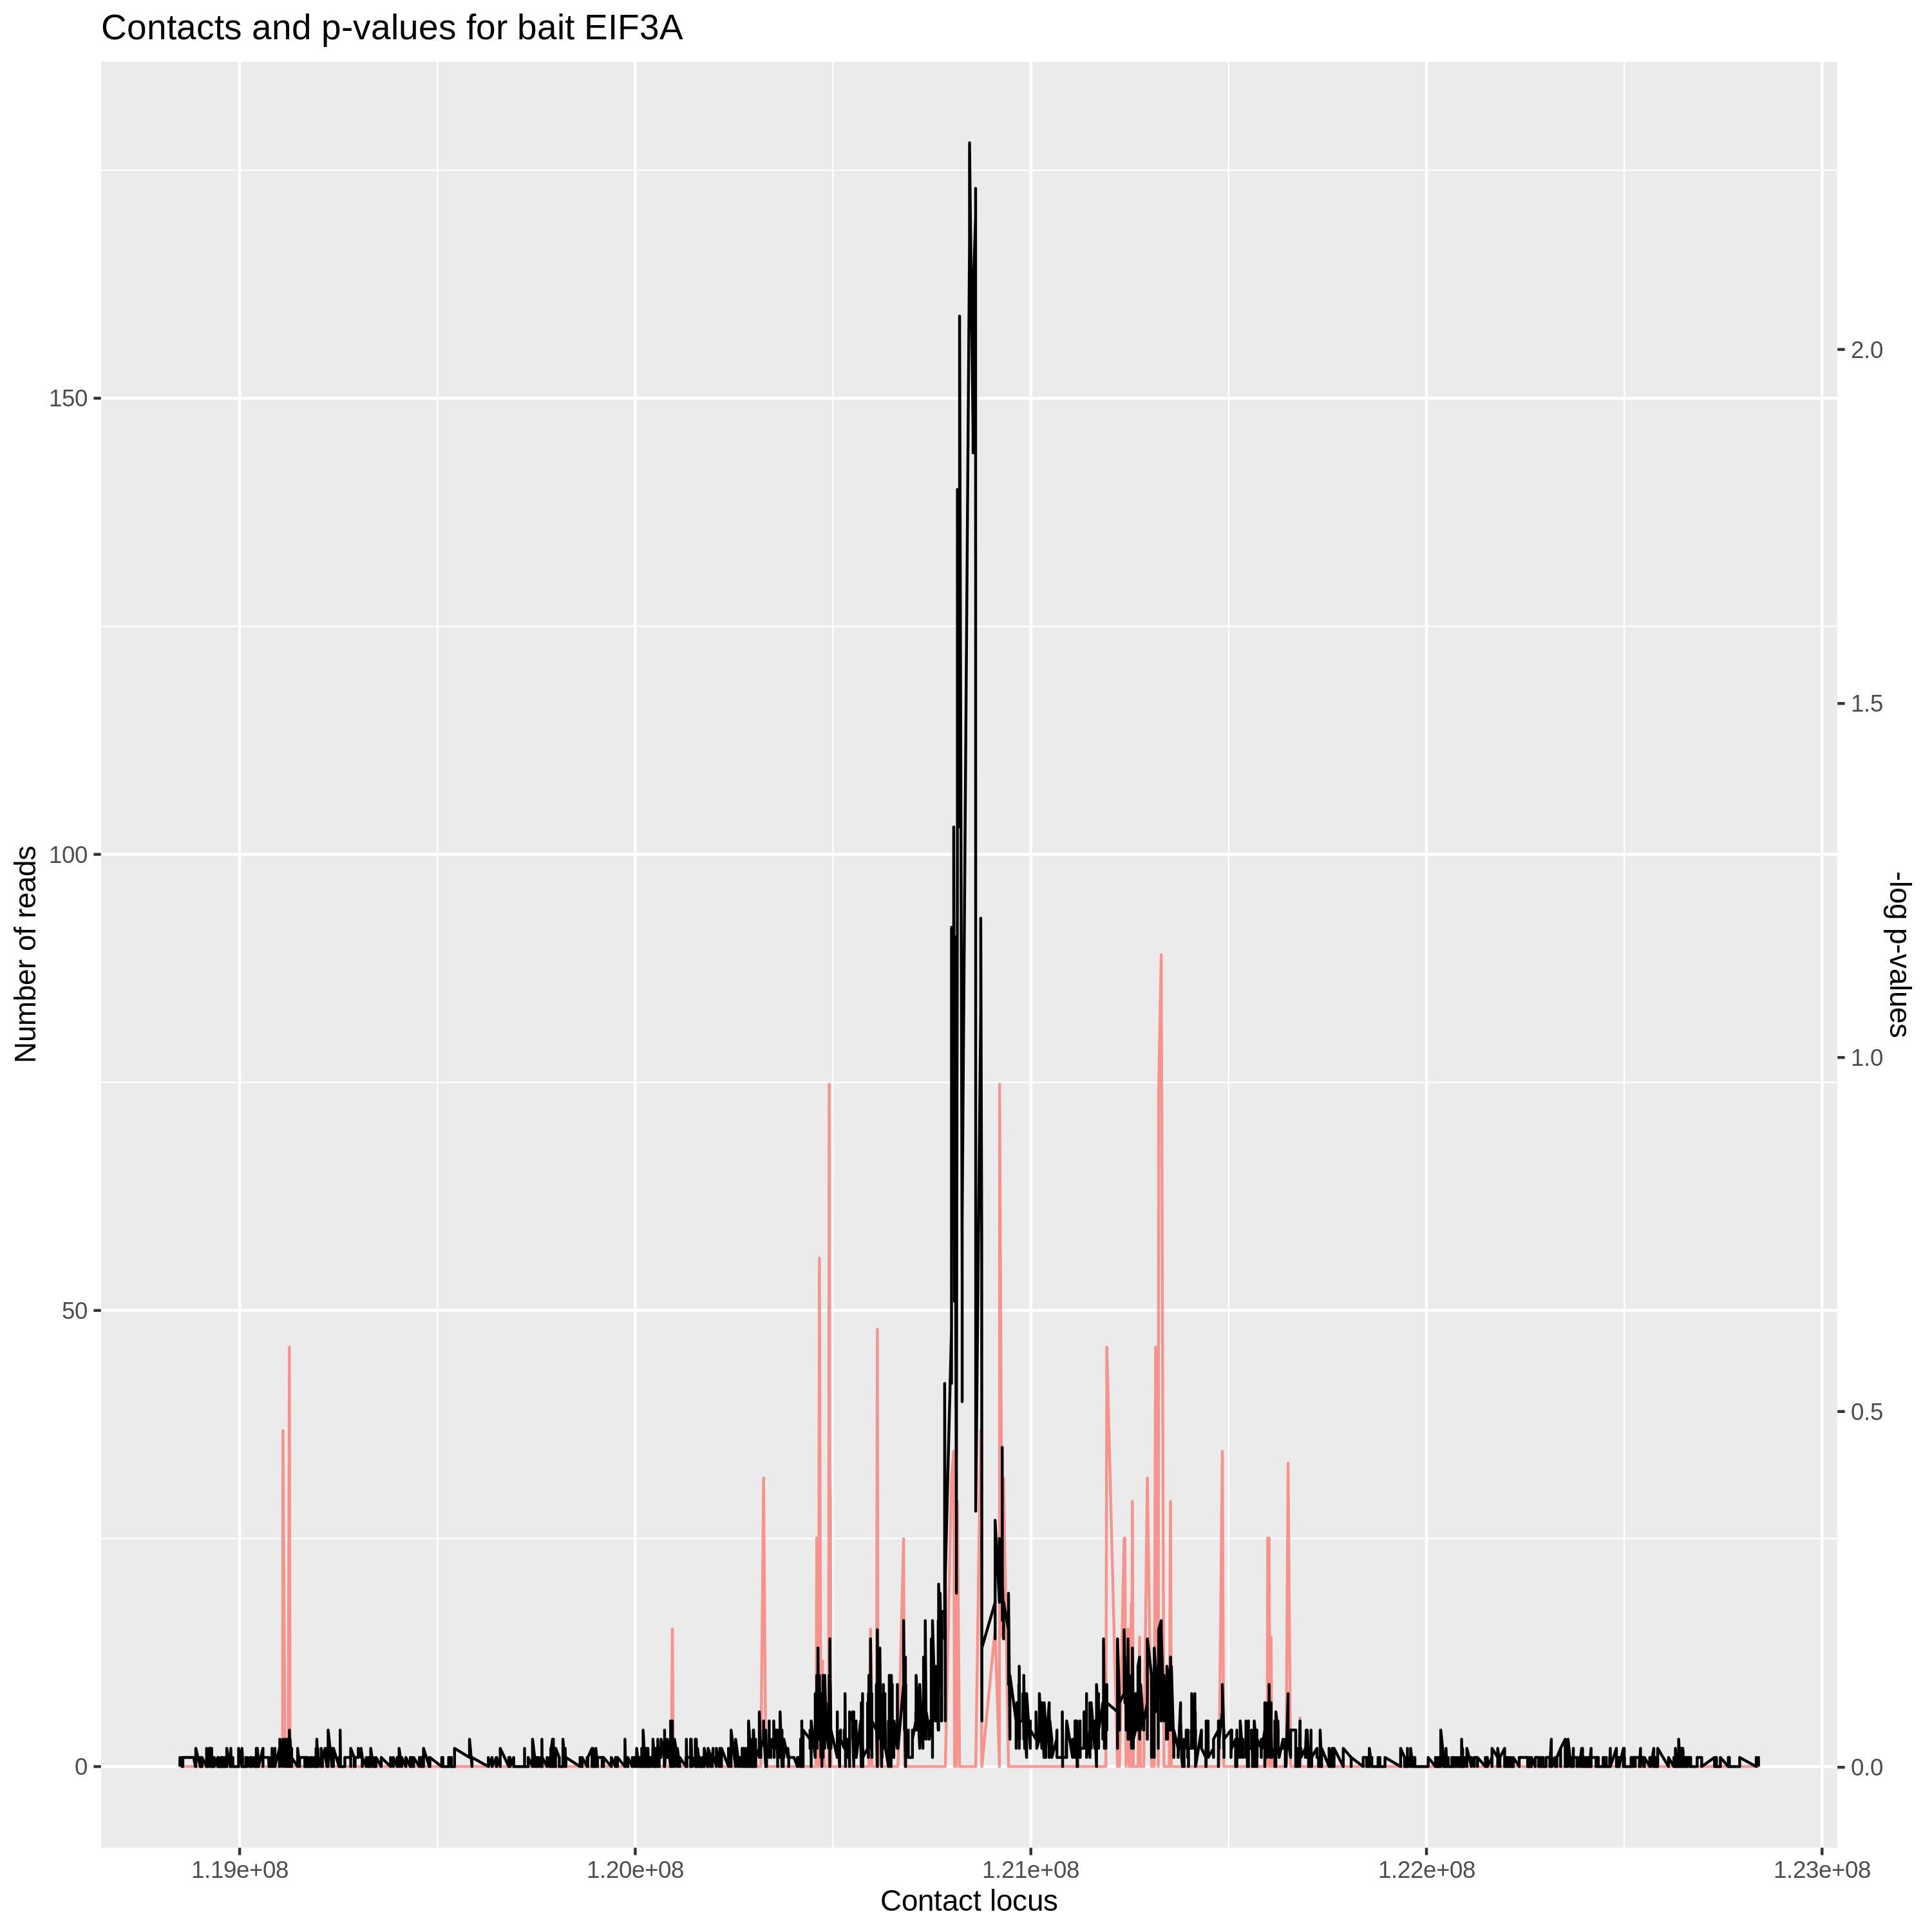 Contacts and p-values for bait EIF3A
Number of reads
150
100
50
0
2.0
1.5
1.0
0.5
0.0
-log p-values
1.19e+08
1.20e+08
1.21e+08
1.22e+08
1.23e+08
Contact locus